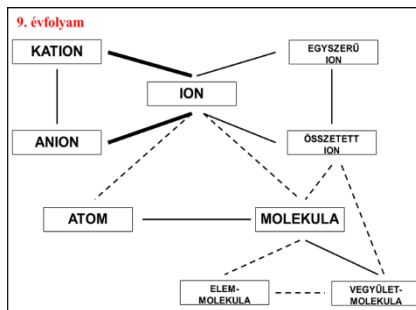 9. évfolyam
KATION
EGYSZERŰ
ION
ION
ANION
ÖSSZETETT
ION
ATOM
MOLEKULA
ELEM-
MOLEKULA
VEGYÜLET-
MOLEKULA